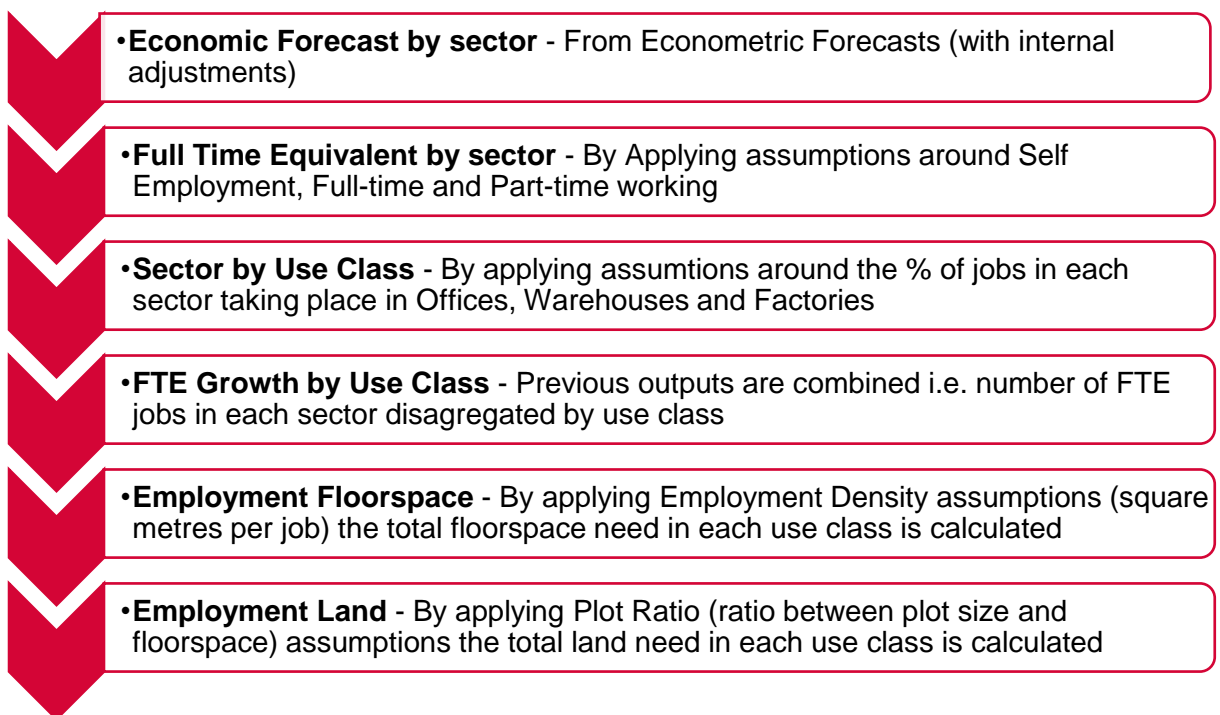 •Economic Forecast by sector - From Econometric Forecasts (with internal
adjustments)
•Full Time Equivalent by sector - By Applying assumptions around Self
Employment, Full-time and Part-time working
•Sector by Use Class - By applying assumtions around the % of jobs in each
sector taking place in Offices, Warehouses and Factories
•FTE Growth by Use Class - Previous outputs are combined i.e. number of FTE
jobs in each sector disagregated by use class
•Employment Floorspace - By applying Employment Density assumptions (square
metres per job) the total floorspace need in each use class is calculated
•Employment Land - By applying Plot Ratio (ratio between plot size and
floorspace) assumptions the total land need in each use class is calculated